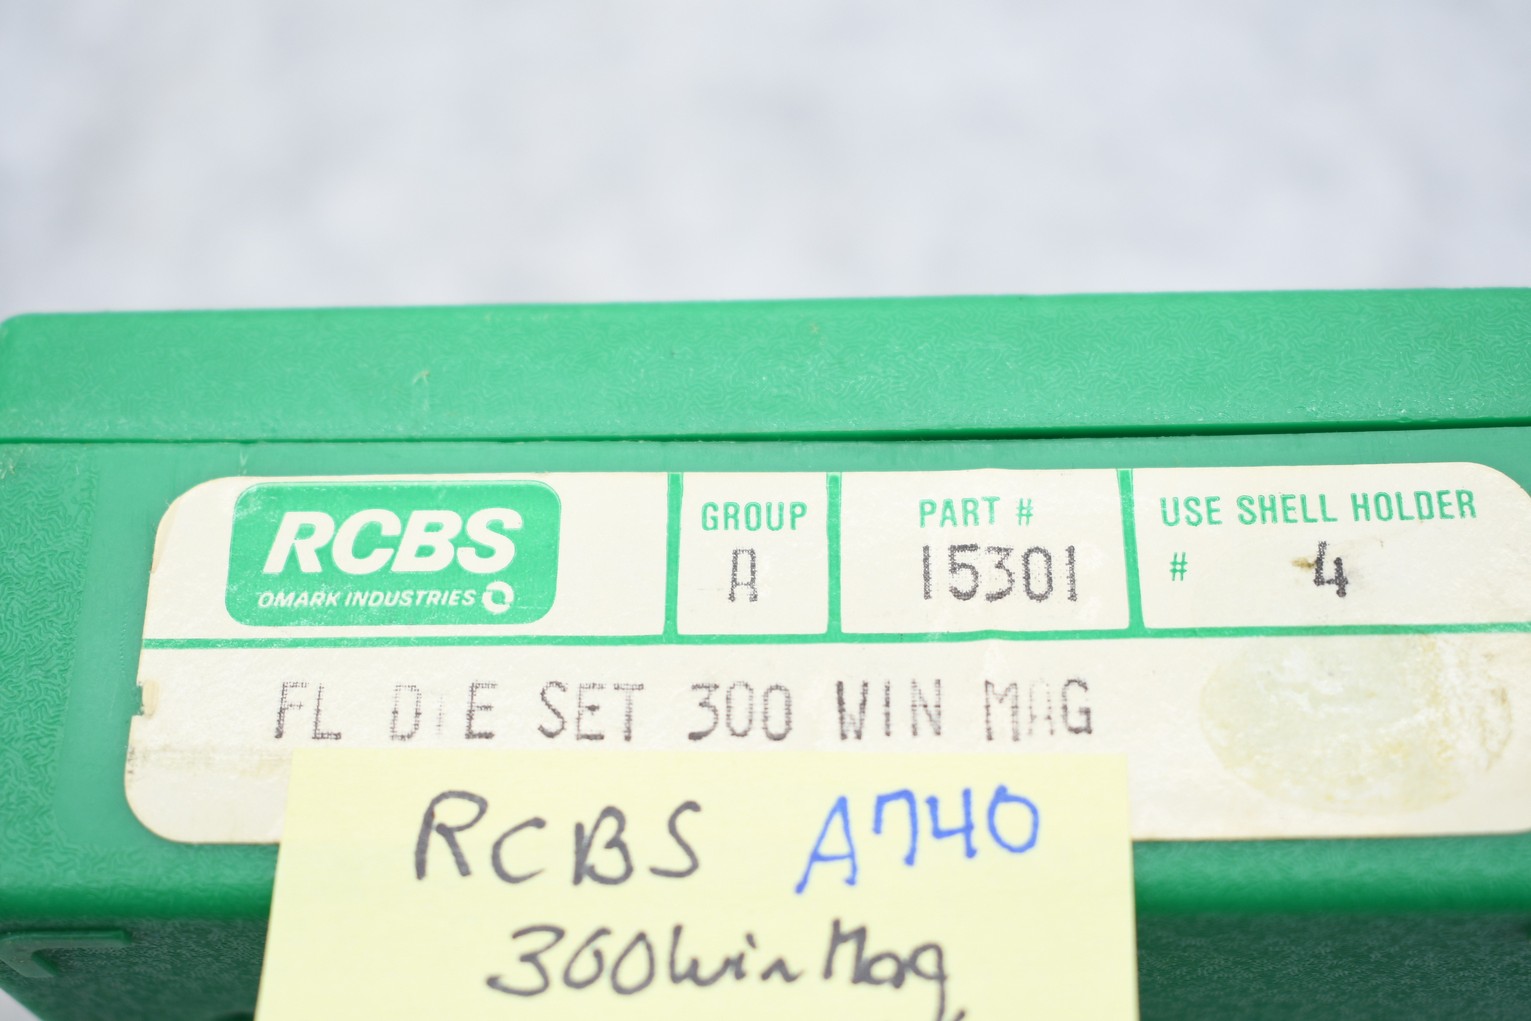 RCBS
OMARK INDUSTRIES
GROUP
A
PART #
15301
USE SHELL HOLDER
# 4
FL DIE SET 300 WIN MAG
RCBS A740
300 Win Mag